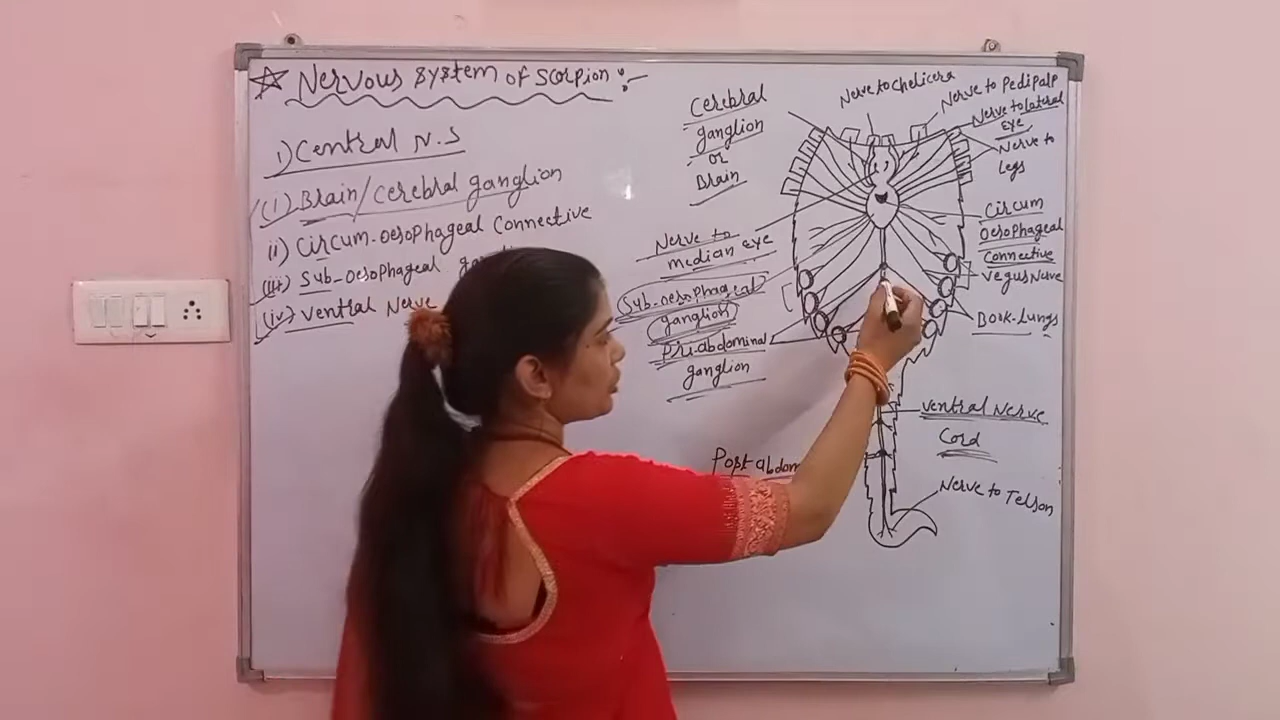 Nervous system of scorpion :-
1) Central N.S
(i) Brain/cerebral ganglion
ii) Circum-oesophageal Connective
(iii) Sub-oesophageal
(iv) Ventral Nerve
Cerebral
ganglion
or
Brain
Nerve to chelicera
Nerve to Pedipalp
Nerve to lateral
eye
Nerve to
Legs
Nerve to
median eye
Circum
oesophageal
Connective
Vegus Nerve
Sub-oesophageal
ganglion
Pri-abdominal
ganglion
Book-lungs
Ventral Nerve
Cord
Post abdom
Nerve to Telson